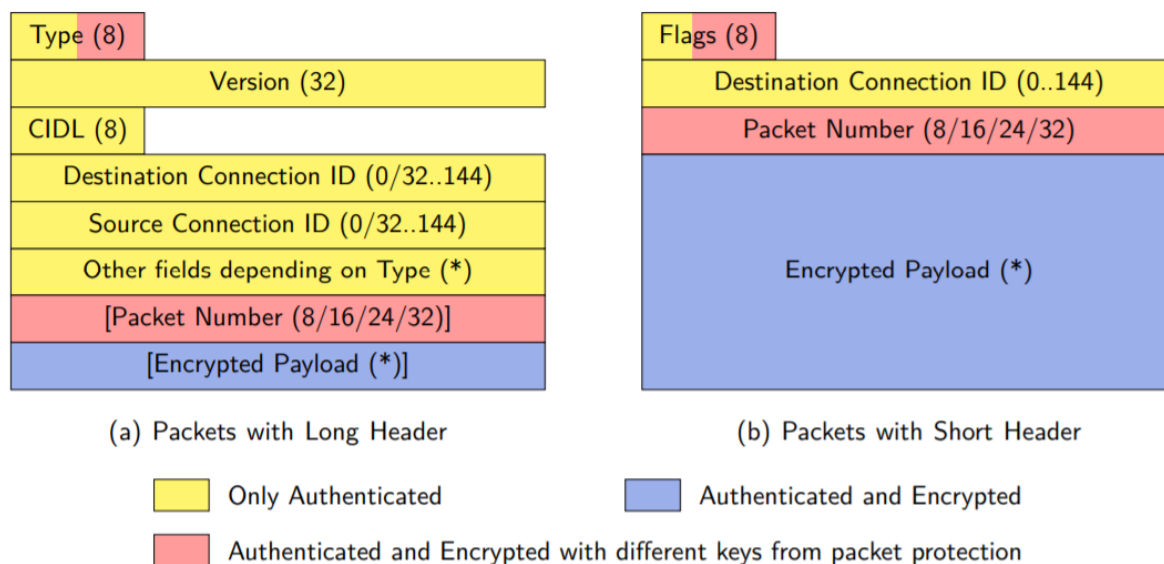 Type (8)
Version (32)
CIDL (8)
Destination Connection ID (0/32..144)
Source Connection ID (0/32..144)
Other fields depending on Type (*)
[Packet Number (8/16/24/32)]
[Encrypted Payload (*)]
(a) Packets with Long Header
Flags (8)
Destination Connection ID (0..144)
Packet Number (8/16/24/32)
Encrypted Payload (*)
(b) Packets with Short Header
Only Authenticated
Authenticated and Encrypted
Authenticated and Encrypted with different keys from packet protection